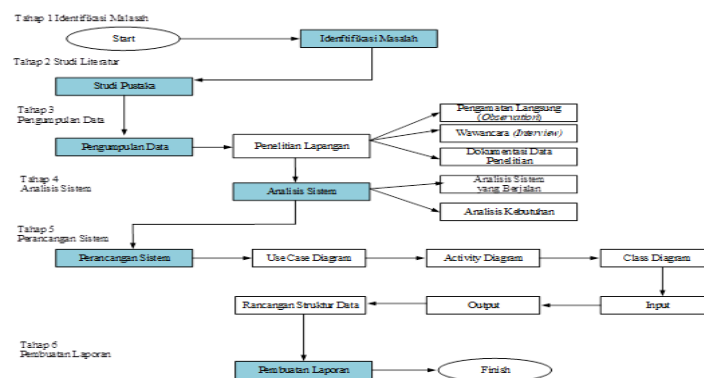 Tahap 1 Identifikasi Malasah
Start
Idenftifikasi Masalah
Tahap 2 Studi Literatur
Studi Pustaka
Tahap 3
Pengumpulan Data
Pengamatan Langsung
(Observation)
Wawancara (Interview)
Pengumpulan Data
Penelitian Lapangan
Dokumentasi Data
Penelitian
Tahap 4
Analisis Sistem
Analisis Sistem
Analisis Sistem
yang Berjalan
Analisis Kebutuhan
Tahap 5
Perancangan Sistem
Perancangan Sistem
Use Case Diagram
Activity Diagram
Class Diagram
Rancangan Struktur Data
Output
Input
Tahap 6
Pembuatan Laporan
Pembuatan Laporan
Finish